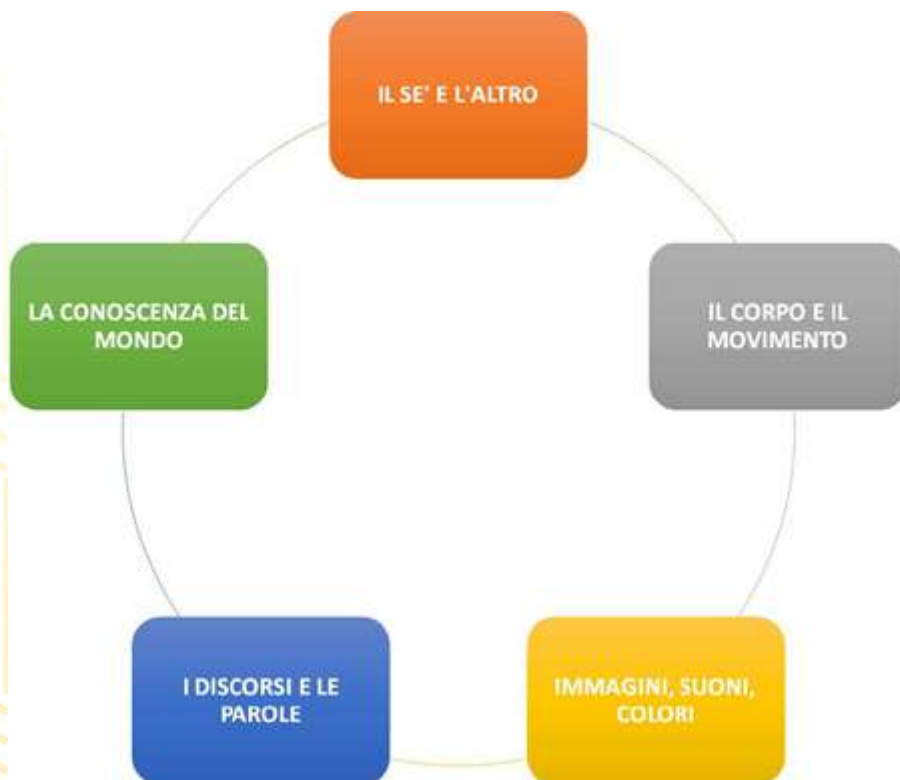 IL SE' E L'ALTRO
IL CORPO E IL
MOVIMENTO
IMMAGINI, SUONI,
COLORI
I DISCORSI E LE
PAROLE
LA CONOSCENZA DEL
MONDO